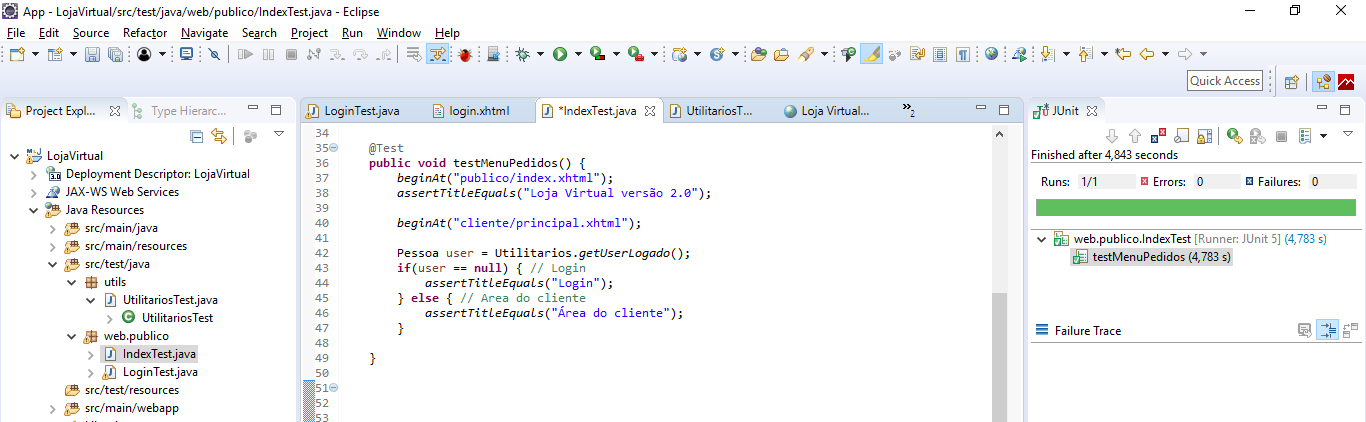 App - LojaVirtual/src/test/java/web/publico/IndexTest.java - Eclipse
File Edit Source Refactor Navigate Search Project Run Window Help
Quick Access
Project Expl... Type Hierarc...
LojaVirtual
Deployment Descriptor: LojaVirtual
JAX-WS Web Services
Java Resources
src/main/java
src/main/resources
src/test/java
utils
UtilitariosTest.java
UtilitariosTest
web.publico
IndexTest.java
LoginTest.java
src/test/resources
src/main/webapp
LoginTest.java login.xhtml *IndexTest.java UtilitariosT... Loja Virtual... »2
34
35 @Test
36 public void testMenuPedidos() {
37 beginAt("publico/index.xhtml");
38 assertTitleEquals("Loja Virtual versão 2.0");
39
40 beginAt("cliente/principal.xhtml");
41
42 Pessoa user = Utilitarios.getUserLogado();
43 if(user == null) { // Login
44 assertTitleEquals("Login");
45 } else { // Area do cliente
46 assertTitleEquals("Área do cliente");
47 }
48
49 }
50
51
52
53
JUnit
Finished after 4,843 seconds
Runs: 1/1 Errors: 0 Failures: 0
web.publico.IndexTest [Runner: JUnit 5] (4,783 s)
testMenuPedidos (4,783 s)
Failure Trace